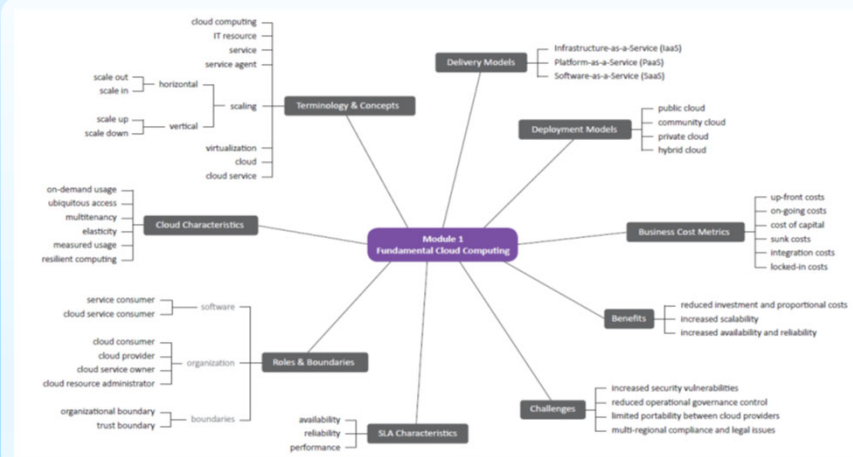 Module 1
Fundamental Cloud Computing
Terminology & Concepts
cloud computing
IT resource
service
service agent
scaling
horizontal
scale out
scale in
vertical
scale up
scale down
virtualization
cloud
cloud service
Cloud Characteristics
on-demand usage
ubiquitous access
multitenancy
elasticity
measured usage
resilient computing
Roles & Boundaries
software
service consumer
cloud service consumer
organization
cloud consumer
cloud provider
cloud service owner
cloud resource administrator
boundaries
organizational boundary
trust boundary
SLA Characteristics
availability
reliability
performance
Delivery Models
Infrastructure-as-a-Service (IaaS)
Platform-as-a-Service (PaaS)
Software-as-a-Service (SaaS)
Deployment Models
public cloud
community cloud
private cloud
hybrid cloud
Business Cost Metrics
up-front costs
on-going costs
cost of capital
sunk costs
integration costs
locked-in costs
Benefits
reduced investment and proportional costs
increased scalability
increased availability and reliability
Challenges
increased security vulnerabilities
reduced operational governance control
limited portability between cloud providers
multi-regional compliance and legal issues